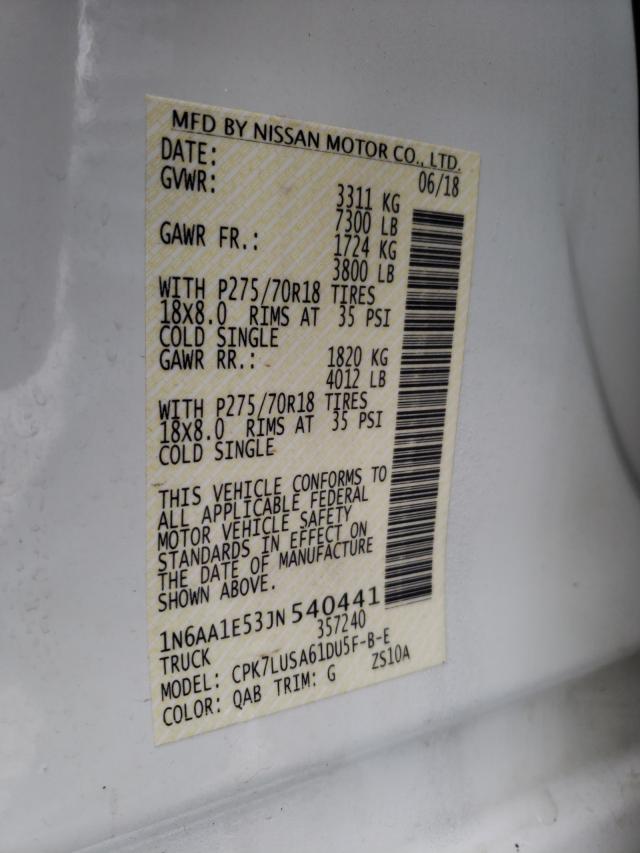 MFD BY NISSAN MOTOR CO., LTD.
DATE: 06/18
GVWR: 3311 KG
7300 LB
GAWR FR.: 1724 KG
3800 LB
WITH P275/70R18 TIRES
18X8.0 RIMS AT 35 PSI
COLD SINGLE
GAWR RR.: 1820 KG
4012 LB
WITH P275/70R18 TIRES
18X8.0 RIMS AT 35 PSI
COLD SINGLE
THIS VEHICLE CONFORMS TO
ALL APPLICABLE FEDERAL
MOTOR VEHICLE SAFETY
STANDARDS IN EFFECT ON
THE DATE OF MANUFACTURE
SHOWN ABOVE.
1N6AA1E53JN540441
TRUCK 357240
MODEL: CPK7LUSA61DU5F-B-E
COLOR: QAB TRIM: G ZS10A